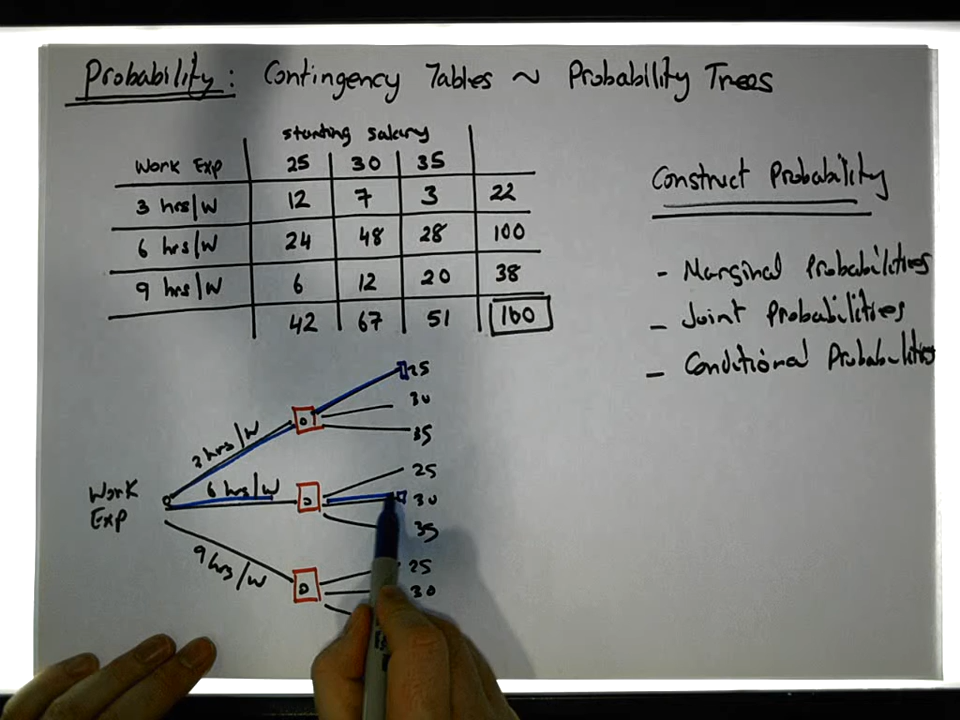 Probability: Contingency Tables ~ Probability Trees
starting salary
Work Exp 25 30 35
3 hrs/W 12 7 3 22
6 hrs/W 24 48 28 100
9 hrs/W 6 12 20 38
42 67 51 160
Construct Probability
- Marginal Probabilities
- Joint Probabilities
- Conditional Probabilities
Work
Exp
3 hrs/W
25
30
35
6 hrs/W
25
30
35
9 hrs/W
25
30